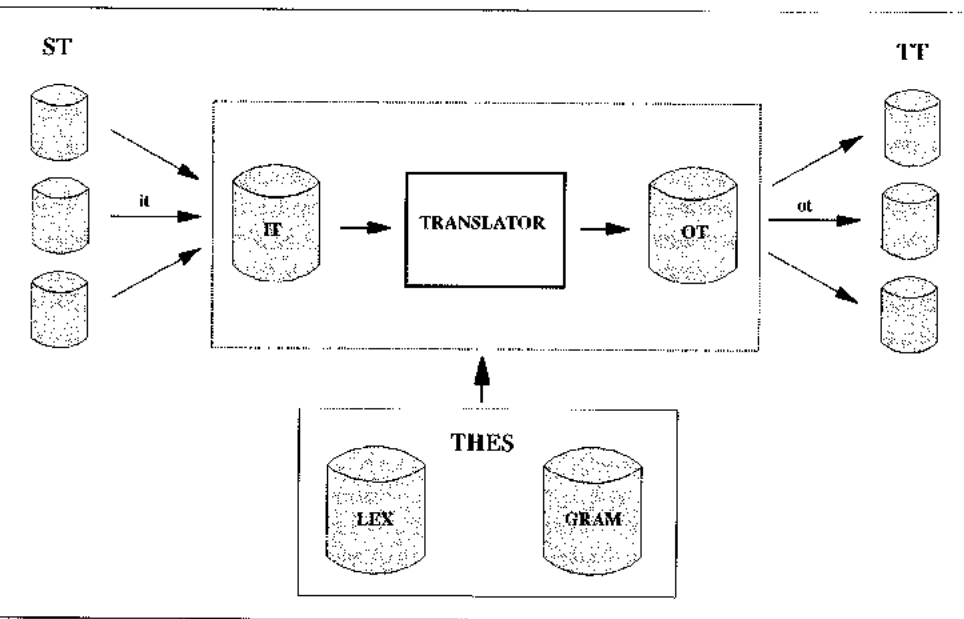 ST
TT
it
IT
TRANSLATOR
OT
ot
THES
LEX
GRAM